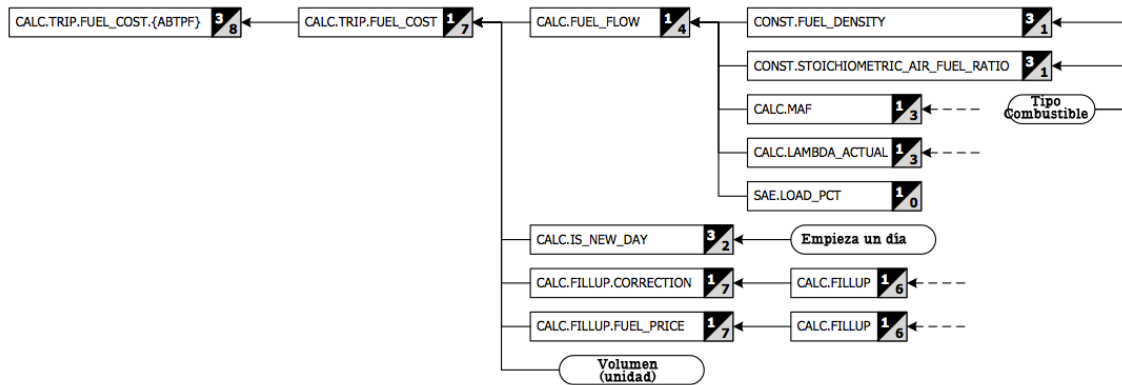 CALC.TRIP.FUEL_COST.{ABTPF} 3 8
CALC.TRIP.FUEL_COST 1 7
CALC.FUEL_FLOW 1 4
CONST.FUEL_DENSITY 3 1
CONST.STOICHIOMETRIC_AIR_FUEL_RATIO 3 1
CALC.MAF 1 3
Tipo
Combustible
CALC.LAMBDA_ACTUAL 1 3
SAE.LOAD_PCT 1 0
CALC.IS_NEW_DAY 3 2
Empieza un día
CALC.FILLUP.CORRECTION 1 7
CALC.FILLUP 1 6
CALC.FILLUP.FUEL_PRICE 1 7
CALC.FILLUP 1 6
Volumen
(unidad)